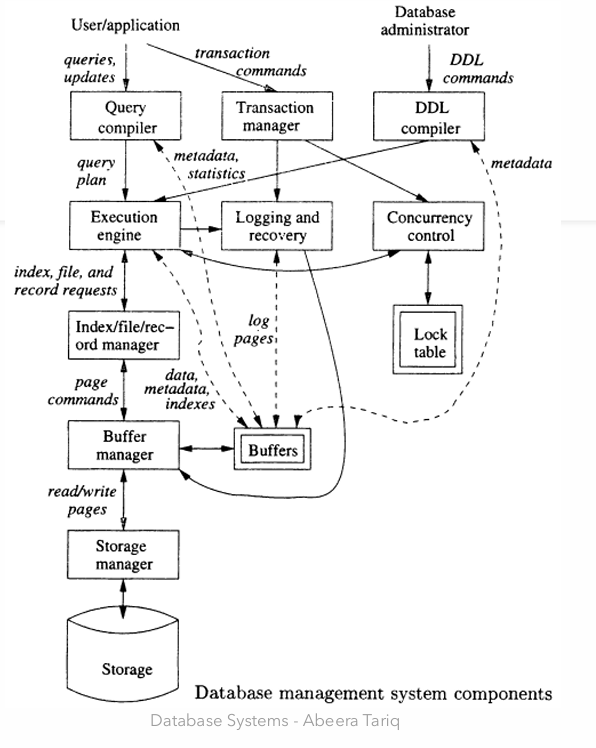 User/application
Database
administrator
queries,
updates
transaction
commands
DDL
commands
Query
compiler
Transaction
manager
DDL
compiler
query
plan
metadata,
statistics
metadata
Execution
engine
Logging and
recovery
Concurrency
control
index, file, and
record requests
Index/file/rec-
ord manager
log
pages
Lock
table
page
commands
data,
metadata,
indexes
Buffer
manager
Buffers
read/write
pages
Storage
manager
Storage
Database management system components
Database Systems - Abeera Tariq